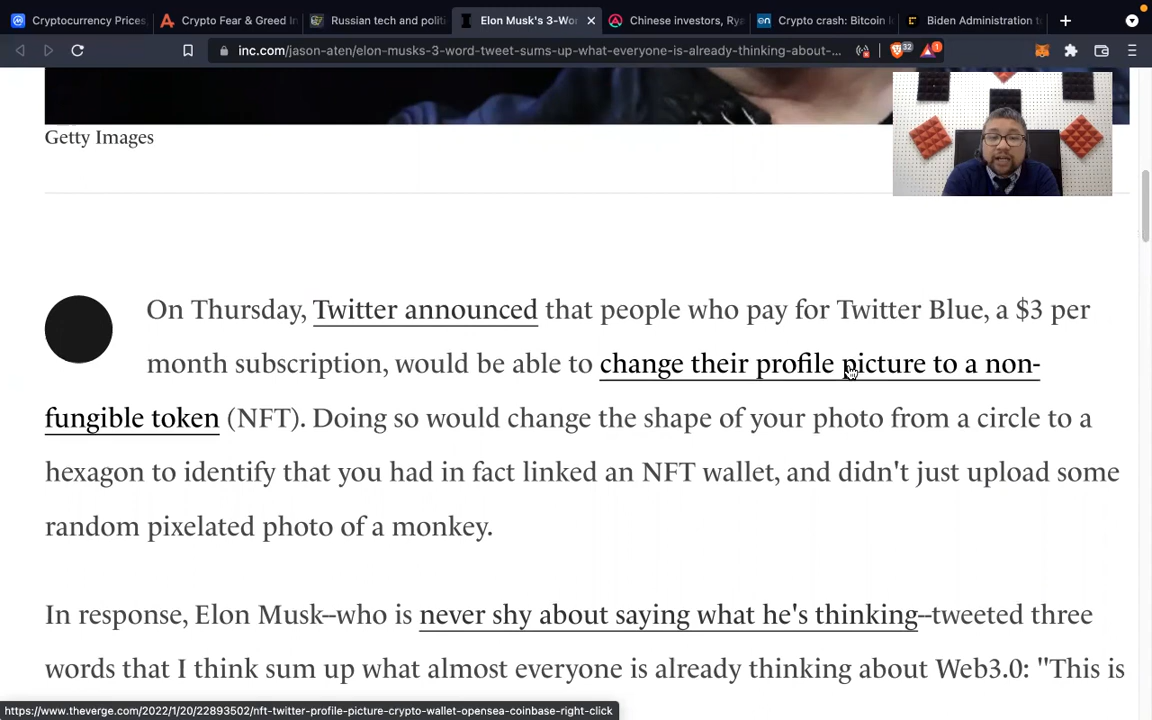 Cryptocurrency Prices,
Crypto Fear & Greed In
Russian tech and polit
Elon Musk's 3-Wor
Chinese investors, Rya
Crypto crash: Bitcoin l
Biden Administration t
inc.com/jason-aten/elon-musks-3-word-tweet-sums-up-what-everyone-is-already-thinking-about-...
32
1
Getty Images
On Thursday, Twitter announced that people who pay for Twitter Blue, a $3 per
month subscription, would be able to change their profile picture to a non-
fungible token (NFT). Doing so would change the shape of your photo from a circle to a
hexagon to identify that you had in fact linked an NFT wallet, and didn't just upload some
random pixelated photo of a monkey.
In response, Elon Musk--who is never shy about saying what he's thinking--tweeted three
words that I think sum up what almost everyone is already thinking about Web3.0: "This is
https://www.theverge.com/2022/1/20/22893502/nft-twitter-profile-picture-crypto-wallet-opensea-coinbase-right-click